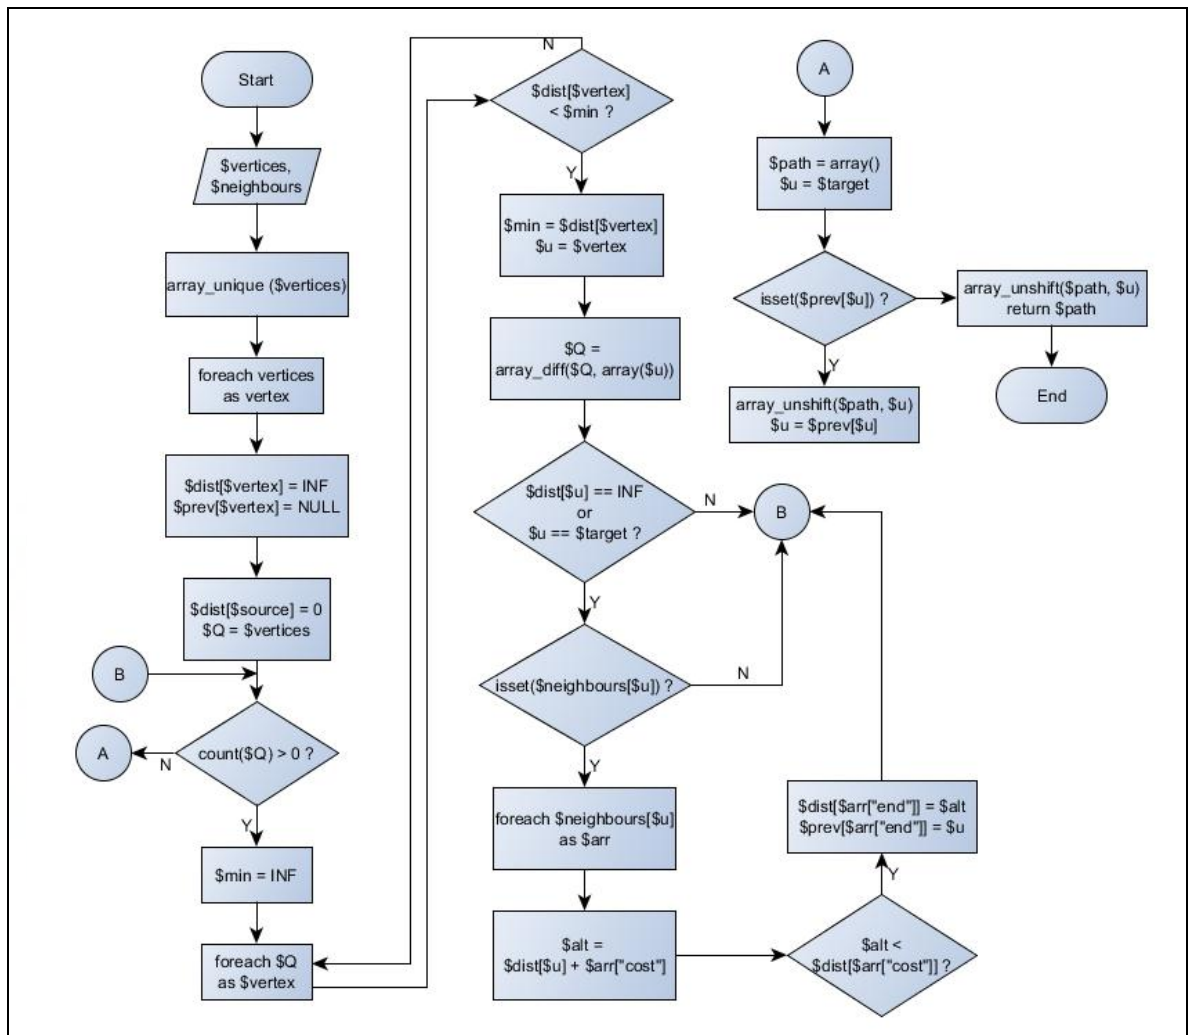 Start
$vertices,
$neighbours
array_unique ($vertices)
foreach vertices
as vertex
$dist[$vertex] = INF
$prev[$vertex] = NULL
$dist[$source] = 0
$Q = $vertices
B
count($Q) > 0 ?
A
N
Y
$min = INF
foreach $Q
as $vertex
N
$dist[$vertex]
< $min ?
Y
$min = $dist[$vertex]
$u = $vertex
$Q =
array_diff($Q, array($u))
$dist[$u] == INF
or
$u == $target ?
N
B
Y
isset($neighbours[$u]) ?
N
Y
foreach $neighbours[$u]
as $arr
$alt =
$dist[$u] + $arr["cost"]
$alt <
$dist[$arr["cost"]] ?
Y
$dist[$arr["end"]] = $alt
$prev[$arr["end"]] = $u
A
$path = array()
$u = $target
isset($prev[$u]) ?
Y
array_unshift($path, $u)
$u = $prev[$u]
array_unshift($path, $u)
return $path
End